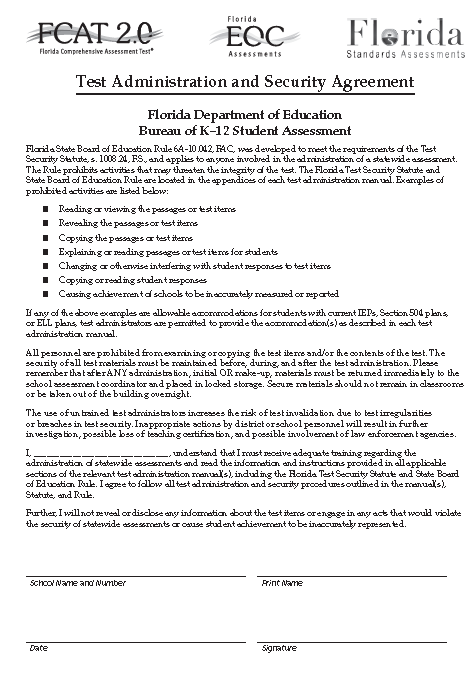 FCAT 2.0
Florida Comprehensive Assessment Test®
Florida
EOC
Assessments
Florida
Standards Assessments
Test Administration and Security Agreement
Florida Department of Education
Bureau of K–12 Student Assessment
Florida State Board of Education Rule 6A-10.042, FAC, was developed to meet the requirements of the Test
Security Statute, s. 1008.24, F.S., and applies to anyone involved in the administration of a statewide assessment.
The Rule prohibits activities that may threaten the integrity of the test. The Florida Test Security Statute and
State Board of Education Rule are located in the appendices of each test administration manual. Examples of
prohibited activities are listed below:
■ Reading or viewing the passages or test items
■ Revealing the passages or test items
■ Copying the passages or test items
■ Explaining or reading passages or test items for students
■ Changing or otherwise interfering with student responses to test items
■ Copying or reading student responses
■ Causing achievement of schools to be inaccurately measured or reported
If any of the above examples are allowable accommodations for students with current IEPs, Section 504 plans,
or ELL plans, test administrators are permitted to provide the accommodation(s) as described in each test
administration manual.
All personnel are prohibited from examining or copying the test items and/or the contents of the test. The
security of all test materials must be maintained before, during, and after the test administration. Please
remember that after ANY administration, initial OR make-up, materials must be returned immediately to the
school assessment coordinator and placed in locked storage. Secure materials should not remain in classrooms
or be taken out of the building overnight.
The use of untrained test administrators increases the risk of test invalidation due to test irregularities
or breaches in test security. Inappropriate actions by district or school personnel will result in further
investigation, possible loss of teaching certification, and possible involvement of law enforcement agencies.
I, ____________________________, understand that I must receive adequate training regarding the
administration of statewide assessments and read the information and instructions provided in all applicable
sections of the relevant test administration manual(s), including the Florida Test Security Statute and State Board
of Education Rule. I agree to follow all test administration and security procedures outlined in the manual(s),
Statute, and Rule.
Further, I will not reveal or disclose any information about the test items or engage in any acts that would violate
the security of statewide assessments or cause student achievement to be inaccurately represented.
School Name and Number
Print Name
Date
Signature